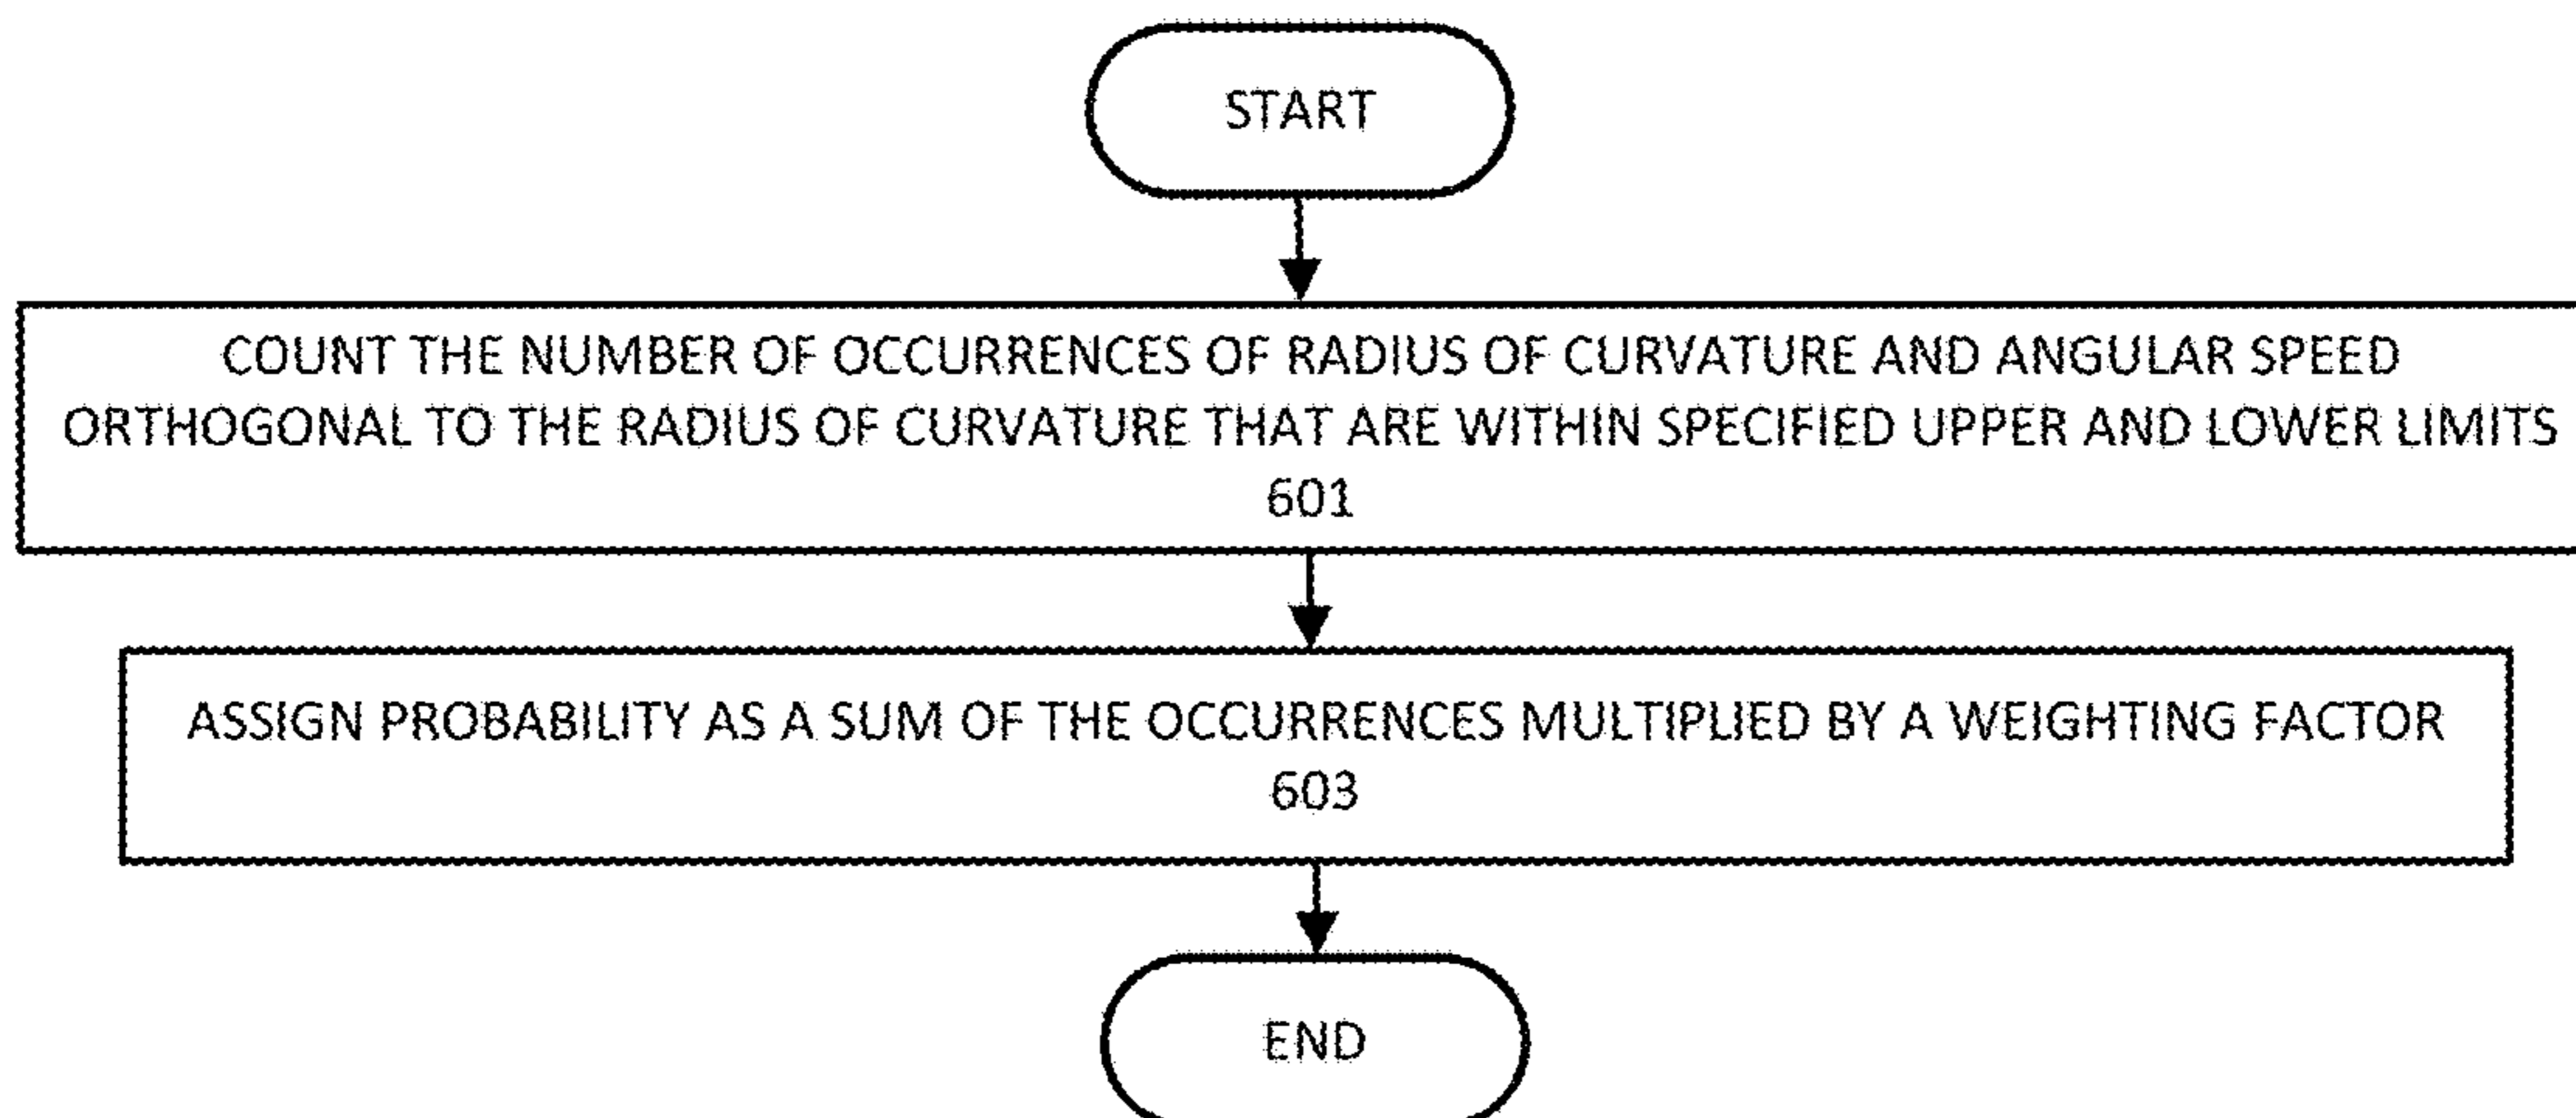 START
COUNT THE NUMBER OF OCCURRENCES OF RADIUS OF CURVATURE AND ANGULAR SPEED
ORTHOGONAL TO THE RADIUS OF CURVATURE THAT ARE WITHIN SPECIFIED UPPER AND LOWER LIMITS
601
ASSIGN PROBABILITY AS A SUM OF THE OCCURRENCES MULTIPLIED BY A WEIGHTING FACTOR
603
END